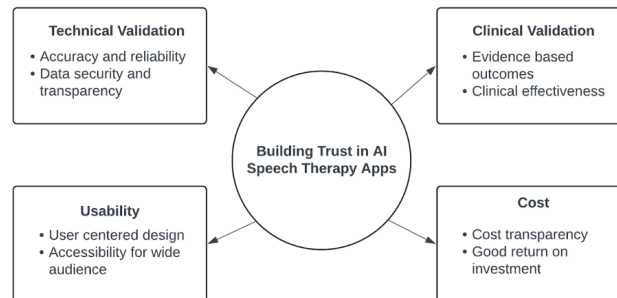 Technical Validation
• Accuracy and reliability
• Data security and
transparency
Clinical Validation
• Evidence based
outcomes
• Clinical effectiveness
Building Trust in AI
Speech Therapy Apps
Usability
• User centered design
• Accessibility for wide
audience
Cost
• Cost transparency
• Good return on
investment